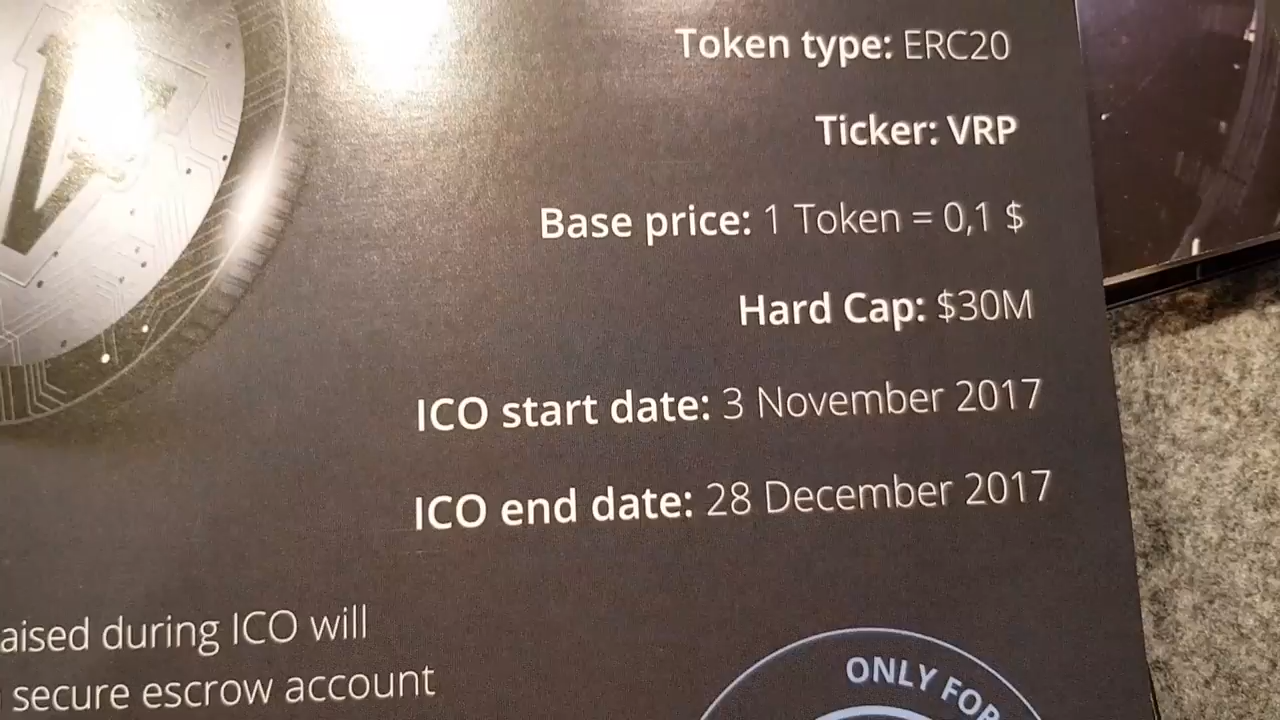 Token type: ERC20
Ticker: VRP
Base price: 1 Token = 0,1 $
Hard Cap: $30M
ICO start date: 3 November 2017
ICO end date: 28 December 2017
during ICO will
secure escrow account
ONLY FOR